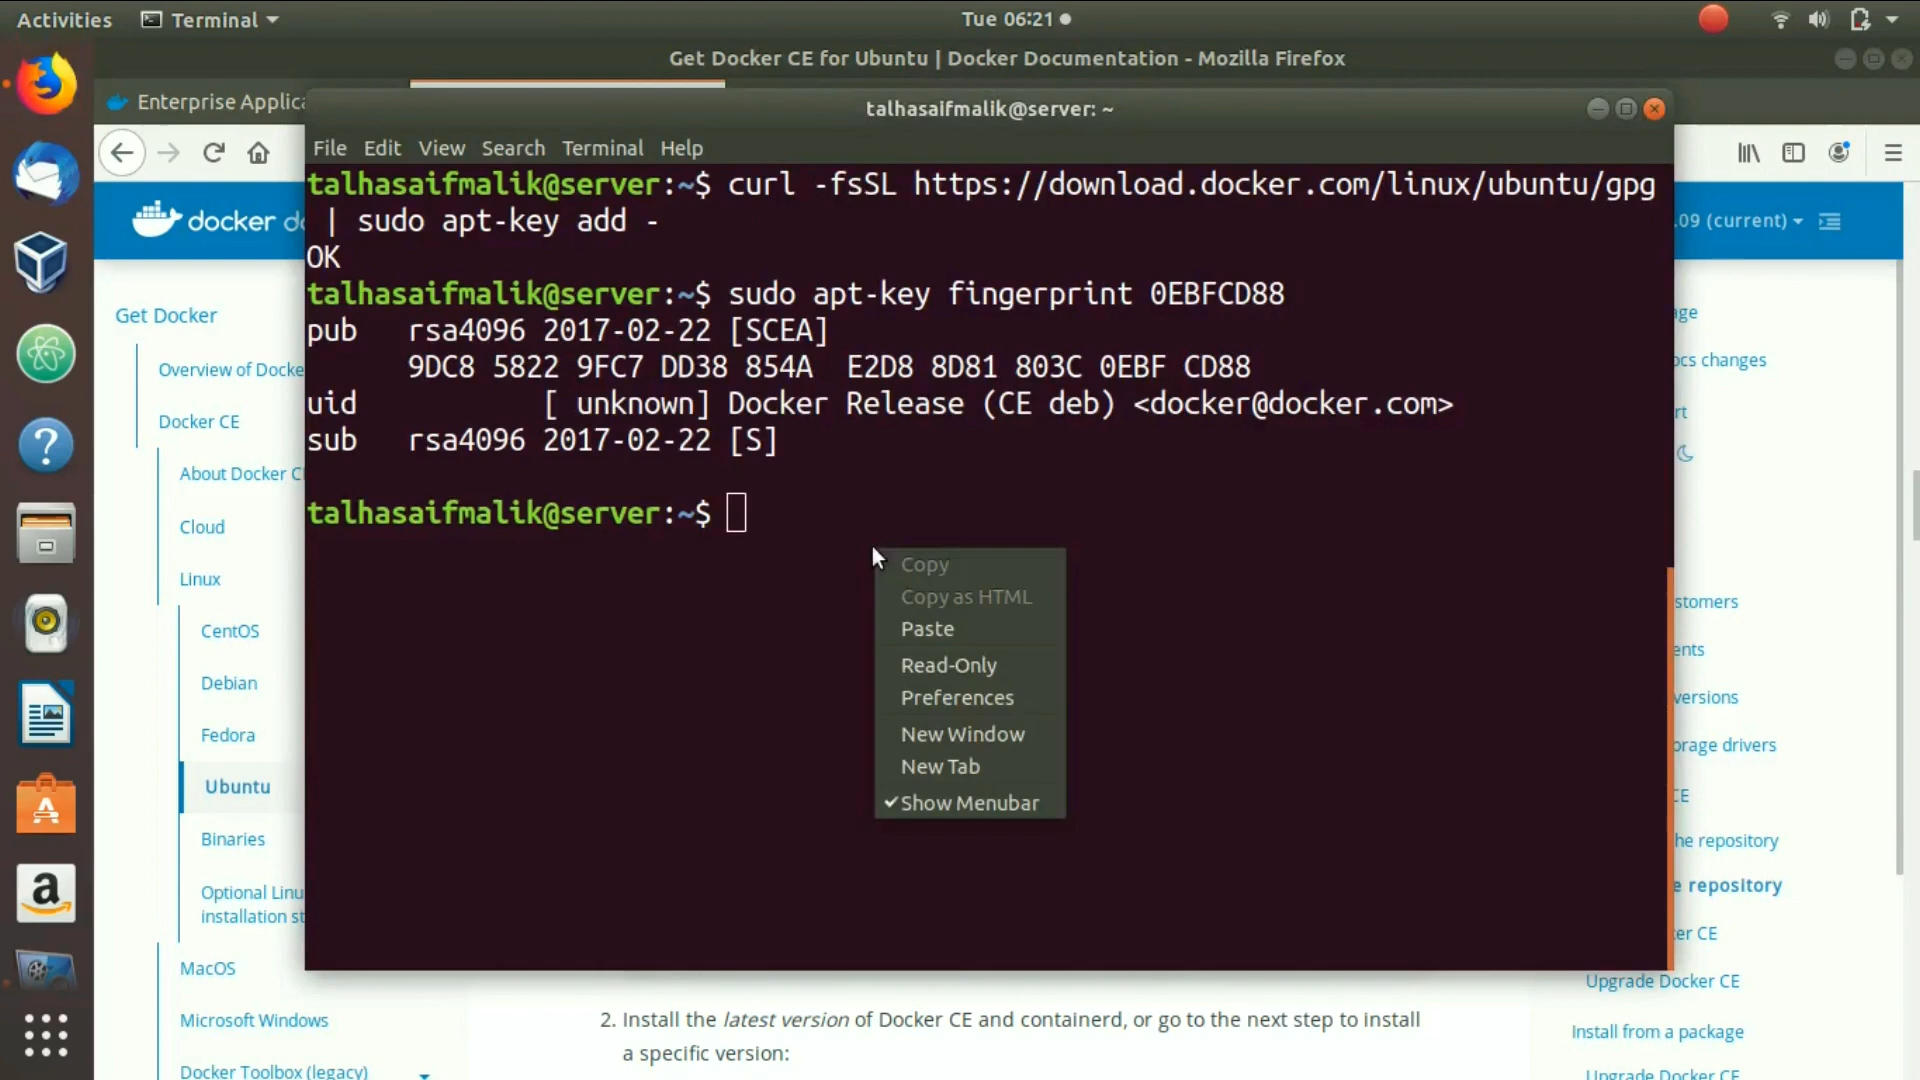 Activities
Terminal
Tue 06:21
Get Docker CE for Ubuntu | Docker Documentation - Mozilla Firefox
Enterprise Applica
talhasaifmalik@server: ~
File Edit View Search Terminal Help
talhasaifmalik@server:~$ curl -fsSL https://download.docker.com/linux/ubuntu/gpg
| sudo apt-key add -
OK
talhasaifmalik@server:~$ sudo apt-key fingerprint 0EBFCD88
pub rsa4096 2017-02-22 [SCEA]
9DC8 5822 9FC7 DD38 854A E2D8 8D81 803C 0EBF CD88
uid [ unknown] Docker Release (CE deb) <docker@docker.com>
sub rsa4096 2017-02-22 [S]
talhasaifmalik@server:~$
Copy
Copy as HTML
Paste
Read-Only
Preferences
New Window
New Tab
Show Menubar
docker do
.09 (current)
Get Docker
Overview of Docke
Docker CE
About Docker C
Cloud
Linux
CentOS
Debian
Fedora
Ubuntu
Binaries
Optional Linu
installation st
MacOS
Microsoft Windows
Docker Toolbox (legacy)
age
ocs changes
rt
stomers
ents
versions
orage drivers
CE
he repository
e repository
er CE
Upgrade Docker CE
Install from a package
Upgrade Docker CE
2. Install the latest version of Docker CE and containerd, or go to the next step to install
a specific version: